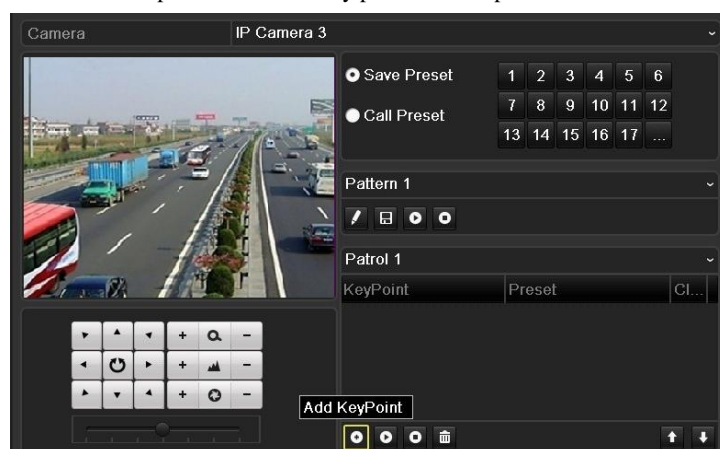 Camera IP Camera 3
Save Preset 1 2 3 4 5 6
Call Preset 7 8 9 10 11 12
13 14 15 16 17 ...
Pattern 1
Patrol 1
KeyPoint Preset Cl...
Add KeyPoint